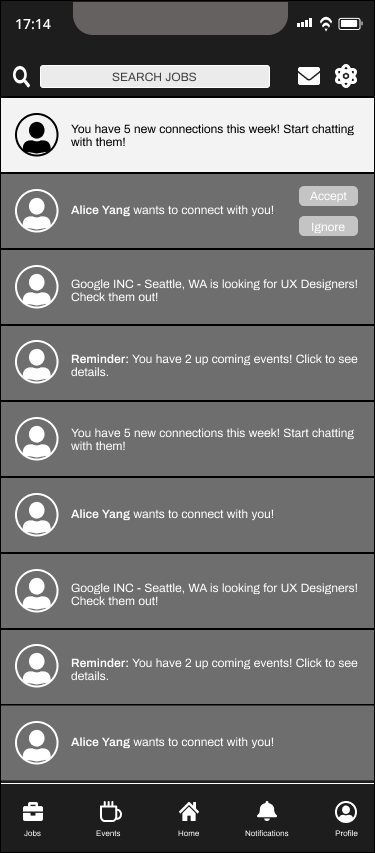 17:14
SEARCH JOBS
You have 5 new connections this week! Start chatting
with them!
Alice Yang wants to connect with you!
Accept
Ignore
Google INC - Seattle, WA is looking for UX Designers!
Check them out!
Reminder: You have 2 up coming events! Click to see
details.
You have 5 new connections this week! Start chatting
with them!
Alice Yang wants to connect with you!
Google INC - Seattle, WA is looking for UX Designers!
Check them out!
Reminder: You have 2 up coming events! Click to see
details.
Alice Yang wants to connect with you!
Jobs Events Home Notifications Profile